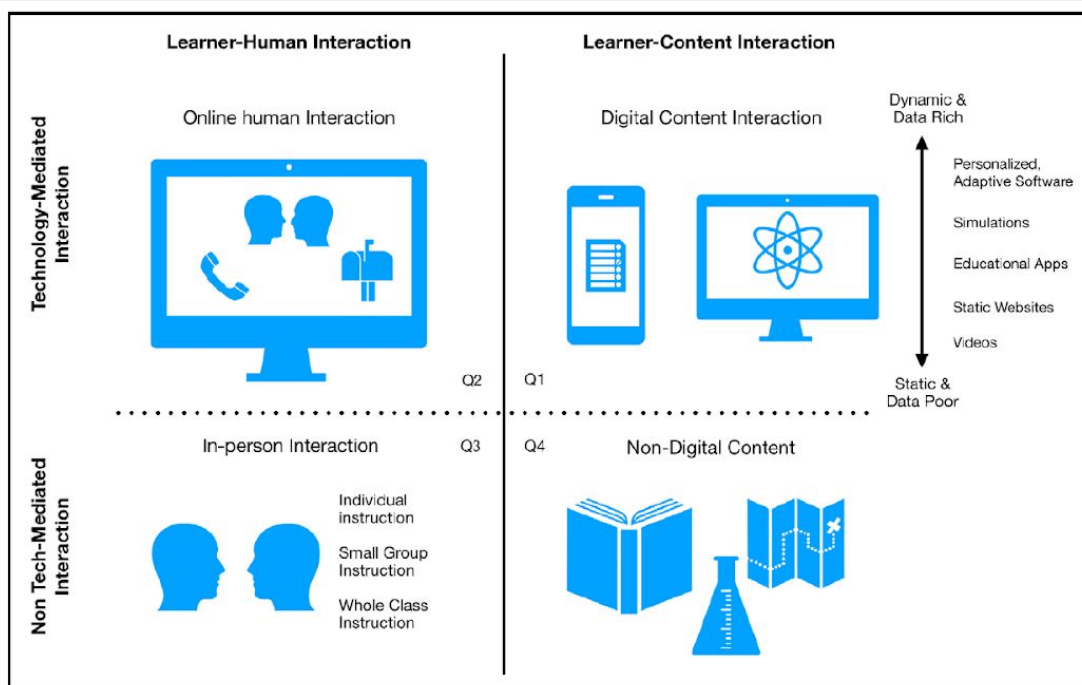 Learner-Human Interaction
Learner-Content Interaction
Technology-Mediated
Interaction
Online human Interaction
Digital Content Interaction
Dynamic &
Data Rich
Personalized,
Adaptive Software
Simulations
Educational Apps
Static Websites
Videos
Static &
Data Poor
Q2
Q1
Non Tech-Mediated
Interaction
In-person Interaction
Q3
Q4
Non-Digital Content
Individual
instruction
Small Group
Instruction
Whole Class
Instruction